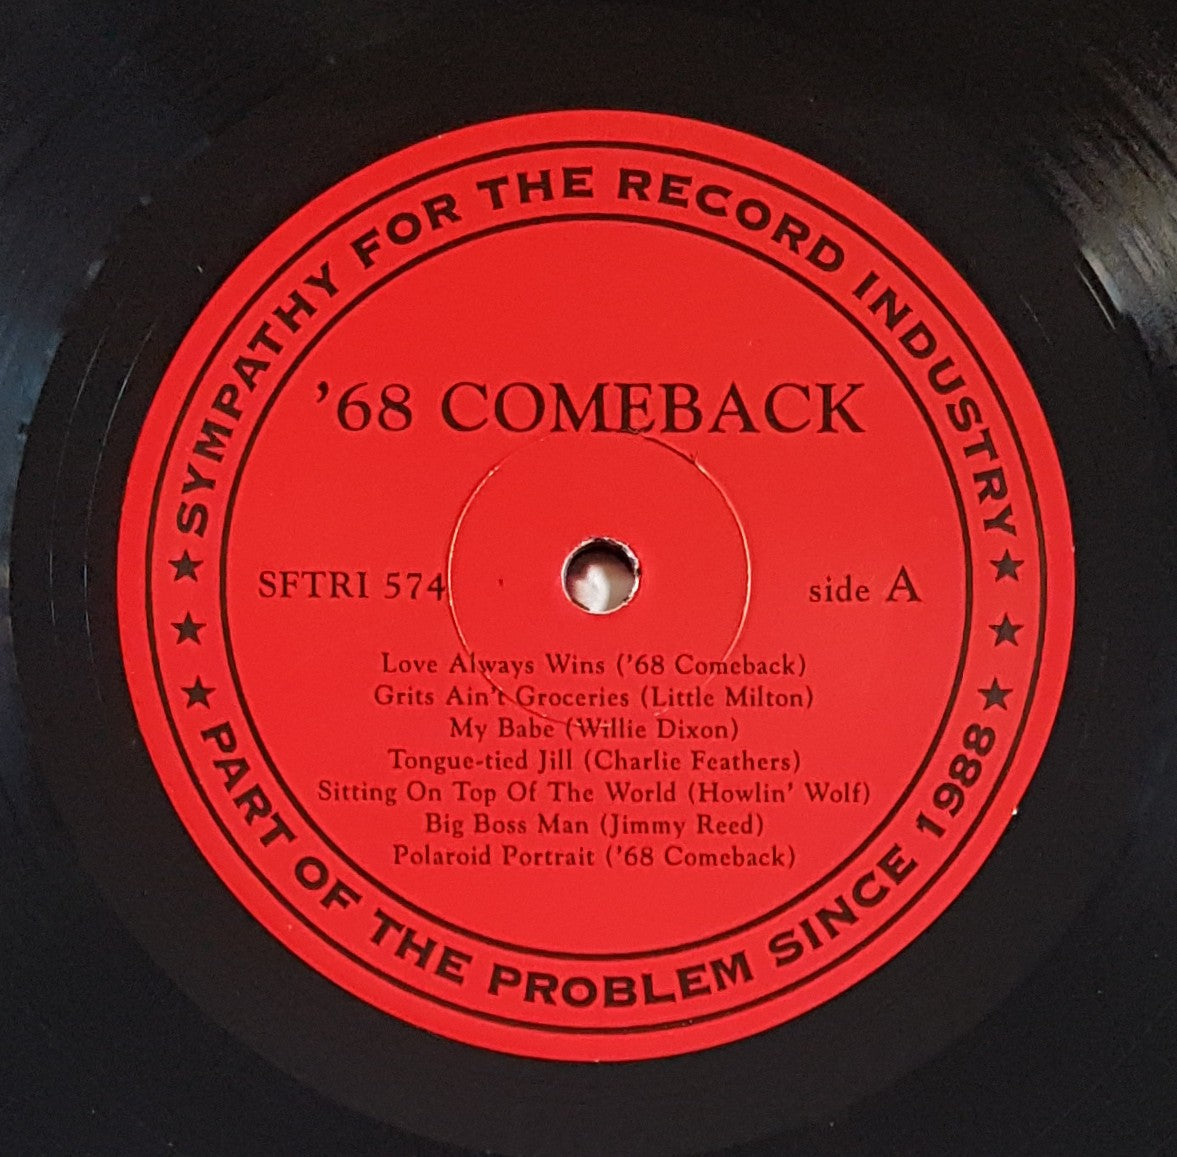 ★ SYMPATHY FOR THE RECORD INDUSTRY ★
'68 COMEBACK
SFTRI 574
side A
Love Always Wins ('68 Comeback)
Grits Ain't Groceries (Little Milton)
My Babe (Willie Dixon)
Tongue-tied Jill (Charlie Feathers)
Sitting On Top Of The World (Howlin' Wolf)
Big Boss Man (Jimmy Reed)
Polaroid Portrait ('68 Comeback)
★ PART OF THE PROBLEM SINCE 1988 ★